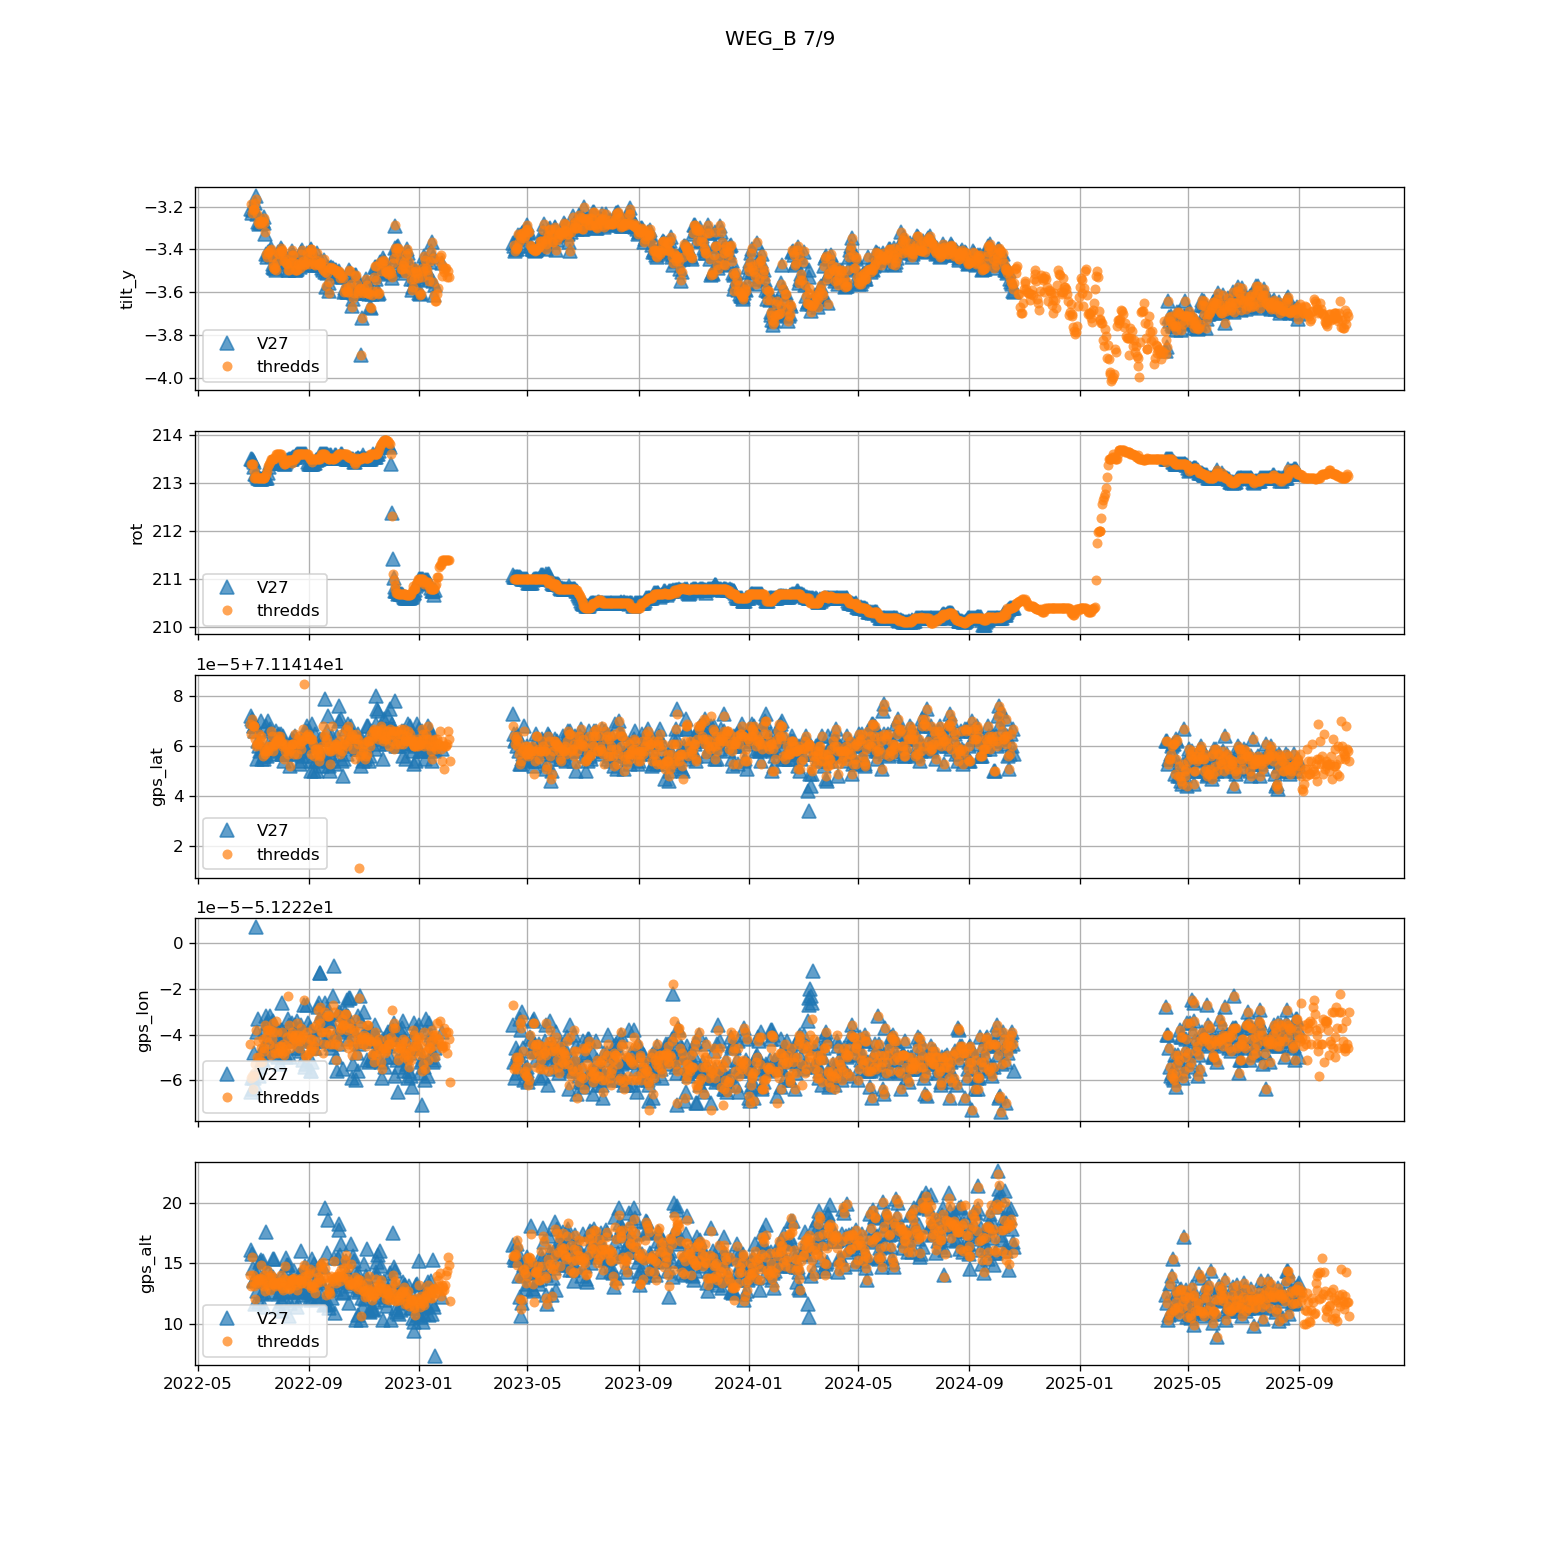 WEG_B 7/9
−3.2
−3.4
−3.6
−3.8
−4.0
tilt_y
V27
thredds
214
213
212
211
210
rot
V27
thredds
1e−5+7.11414e1
8
6
4
2
gps_lat
V27
thredds
1e−5−5.1222e1
0
−2
−4
−6
gps_lon
V27
thredds
20
15
10
gps_alt
V27
thredds
2022-05 2022-09 2023-01 2023-05 2023-09 2024-01 2024-05 2024-09 2025-01 2025-05 2025-09